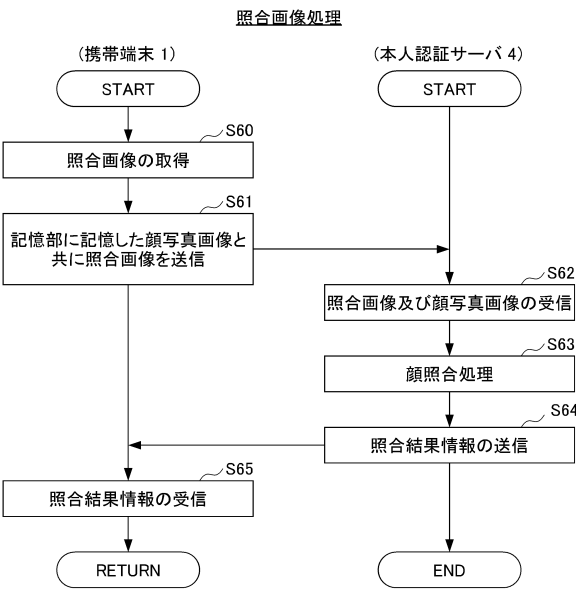 照合画像処理
(携帯端末 1)
(本人認証サーバ 4)
START
START
S60
照合画像の取得
S61
記憶部に記憶した顔写真画像と
共に照合画像を送信
S62
照合画像及び顔写真画像の受信
S63
顔照合処理
S64
照合結果情報の送信
S65
照合結果情報の受信
RETURN
END